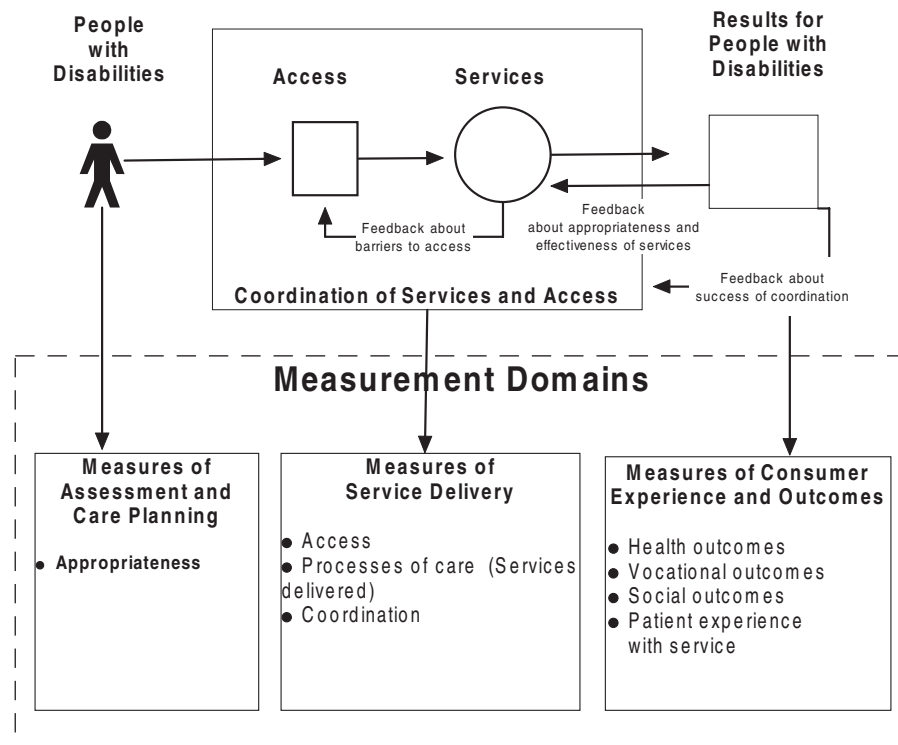 People
with
Disabilities
Results for
People with
Disabilities
Access
Services
Feedback about
barriers to access
Feedback
about appropriateness and
effectiveness of services
Feedback about
success of coordination
Coordination of Services and Access
Measurement Domains
Measures of
Assessment and
Care Planning
● Appropriateness
Measures of
Service Delivery
● Access
● Processes of care (Services
delivered)
● Coordination
Measures of Consumer
Experience and Outcomes
● Health outcomes
● Vocational outcomes
● Social outcomes
● Patient experience
with service